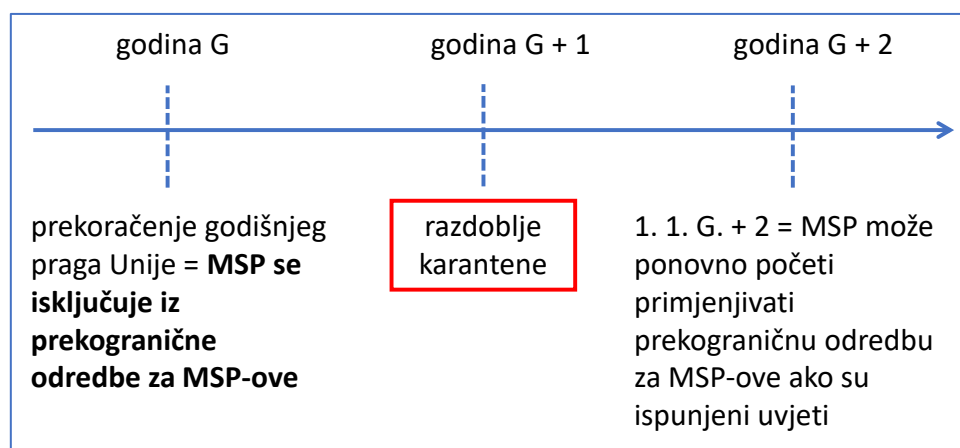 godina G
godina G + 1
godina G + 2
prekoračenje godišnjeg
praga Unije = MSP se
isključuje iz
prekogranične
odredbe za MSP-ove
razdoblje
karantene
1. 1. G. + 2 = MSP može
ponovno početi
primjenjivati
prekograničnu odredbu
za MSP-ove ako su
ispunjeni uvjeti